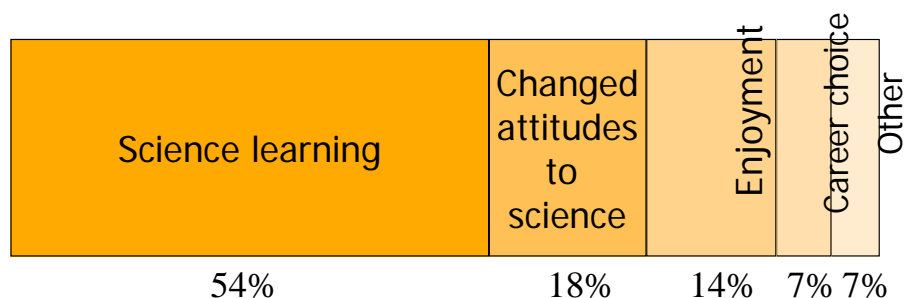 Science learning
Changed
attitudes
to
science
Enjoyment
Career choice
Other
54%
18%
14%
7%
7%